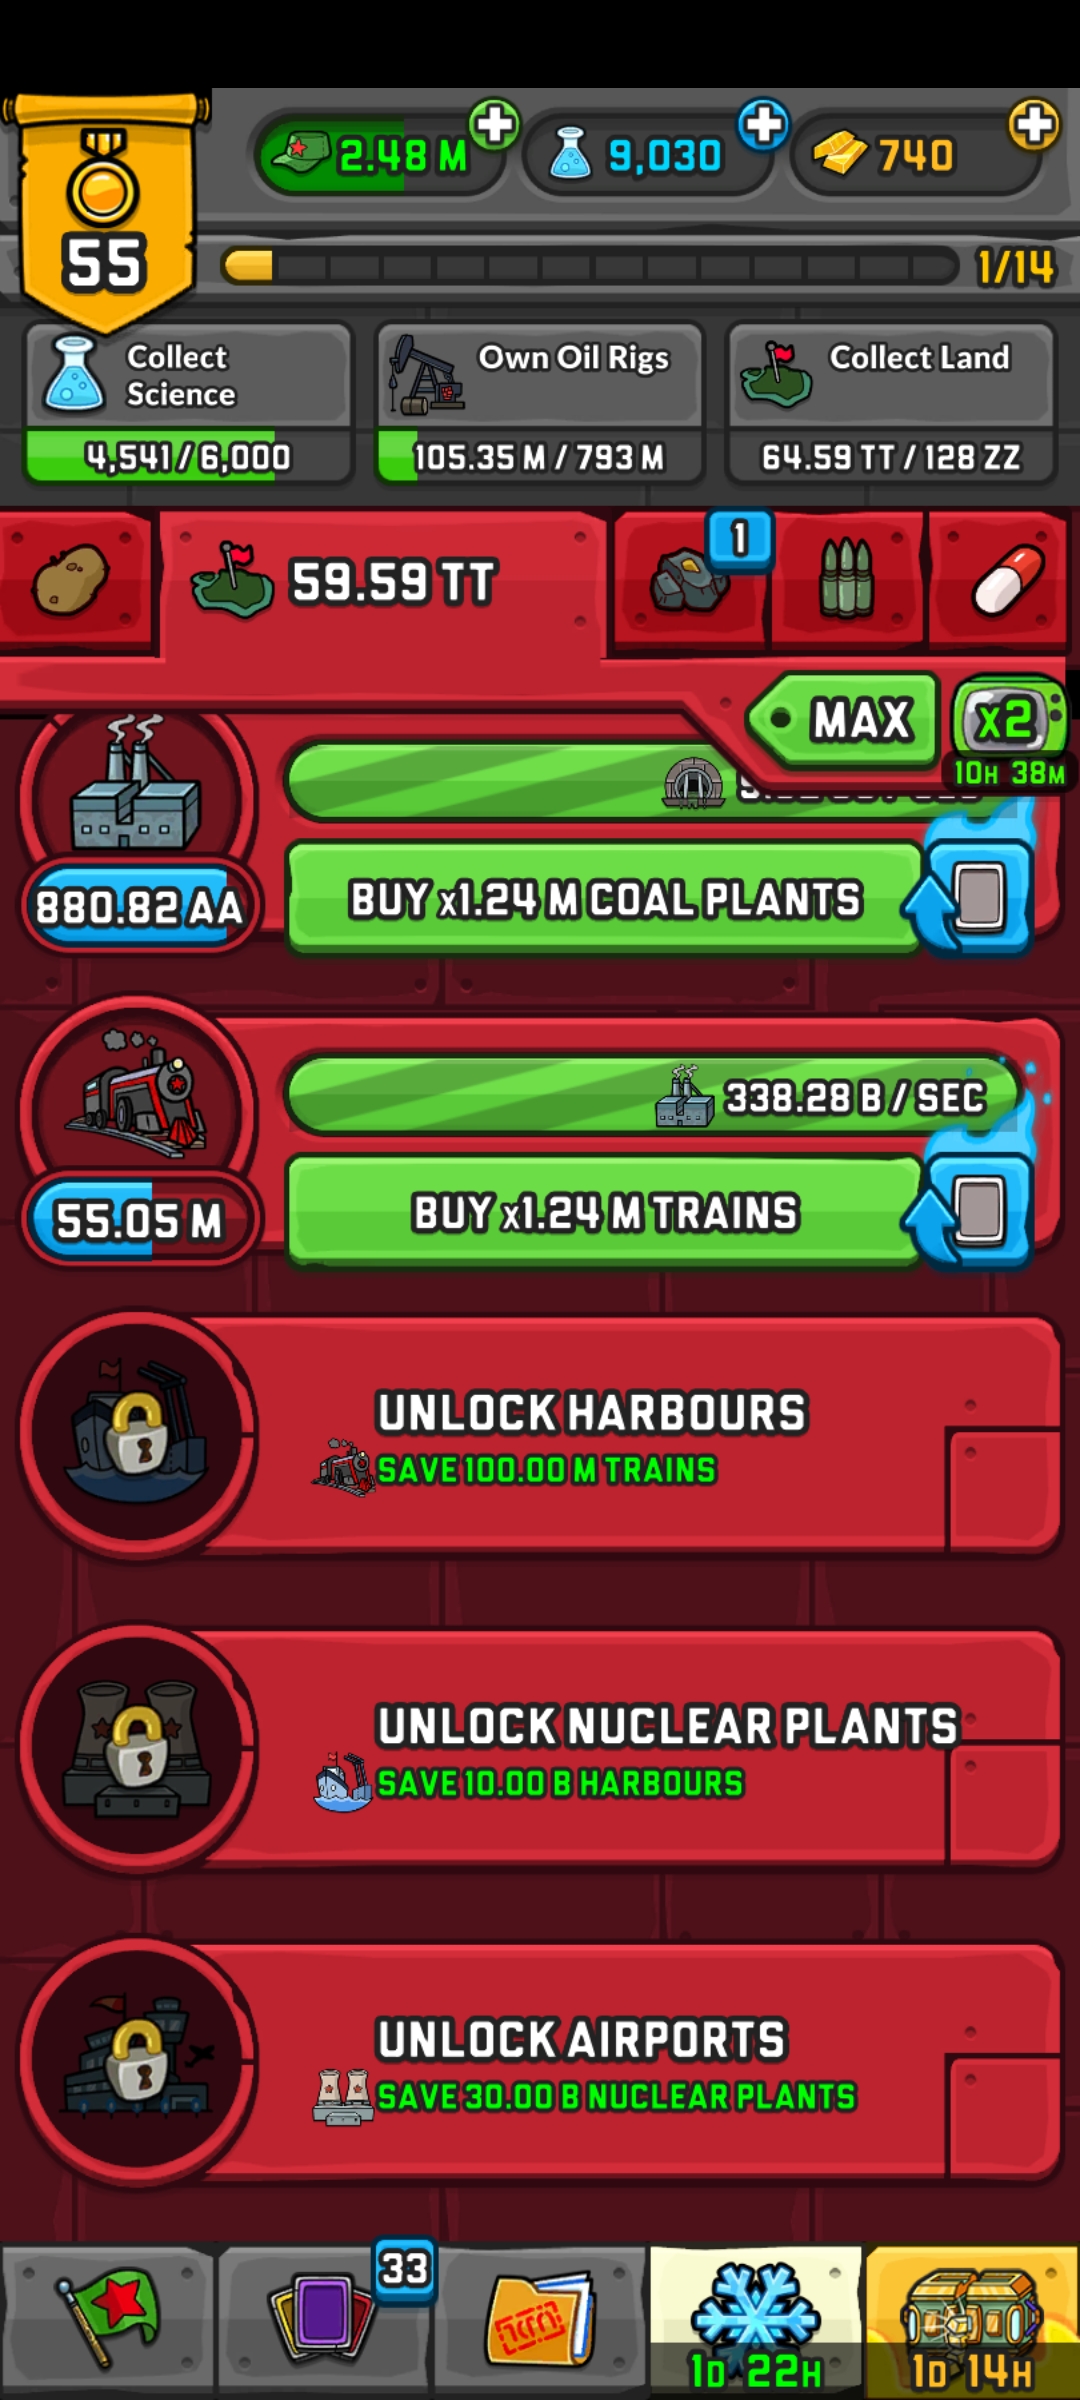 2.48 M
9,030
740
55
1/14
Collect
Science
4,541/6,000
Own Oil Rigs
105.35 M / 793 M
Collect Land
64.59 TT / 128 ZZ
59.59 TT
1
MAX
x2
10H 38M
880.82 AA
BUY x1.24 M COAL PLANTS
338.28 B / SEC
55.05 M
BUY x1.24 M TRAINS
UNLOCK HARBOURS
SAVE 100.00 M TRAINS
UNLOCK NUCLEAR PLANTS
SAVE 10.00 B HARBOURS
UNLOCK AIRPORTS
SAVE 30.00 B NUCLEAR PLANTS
33
1D 22H
1D 14H